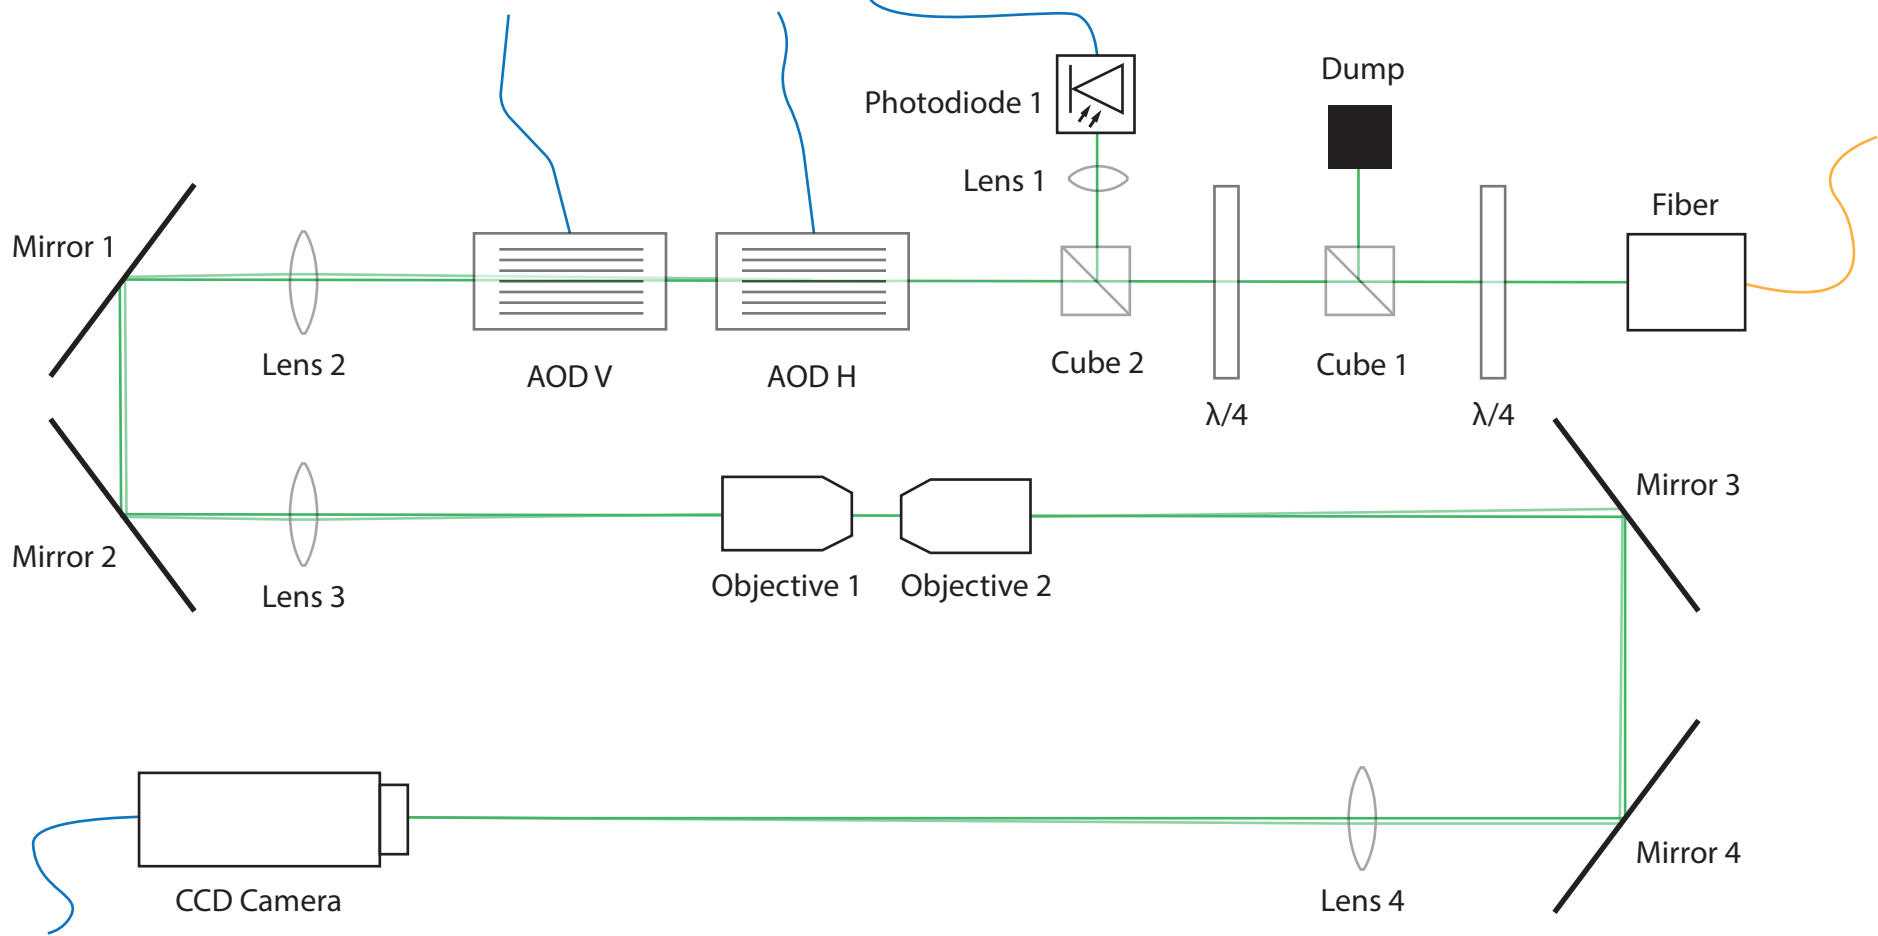 Dump
Photodiode 1
Lens 1
Fiber
Mirror 1
Lens 2
AOD V
AOD H
Cube 2
Cube 1
λ/4
λ/4
Mirror 3
Mirror 2
Lens 3
Objective 1
Objective 2
Mirror 4
CCD Camera
Lens 4